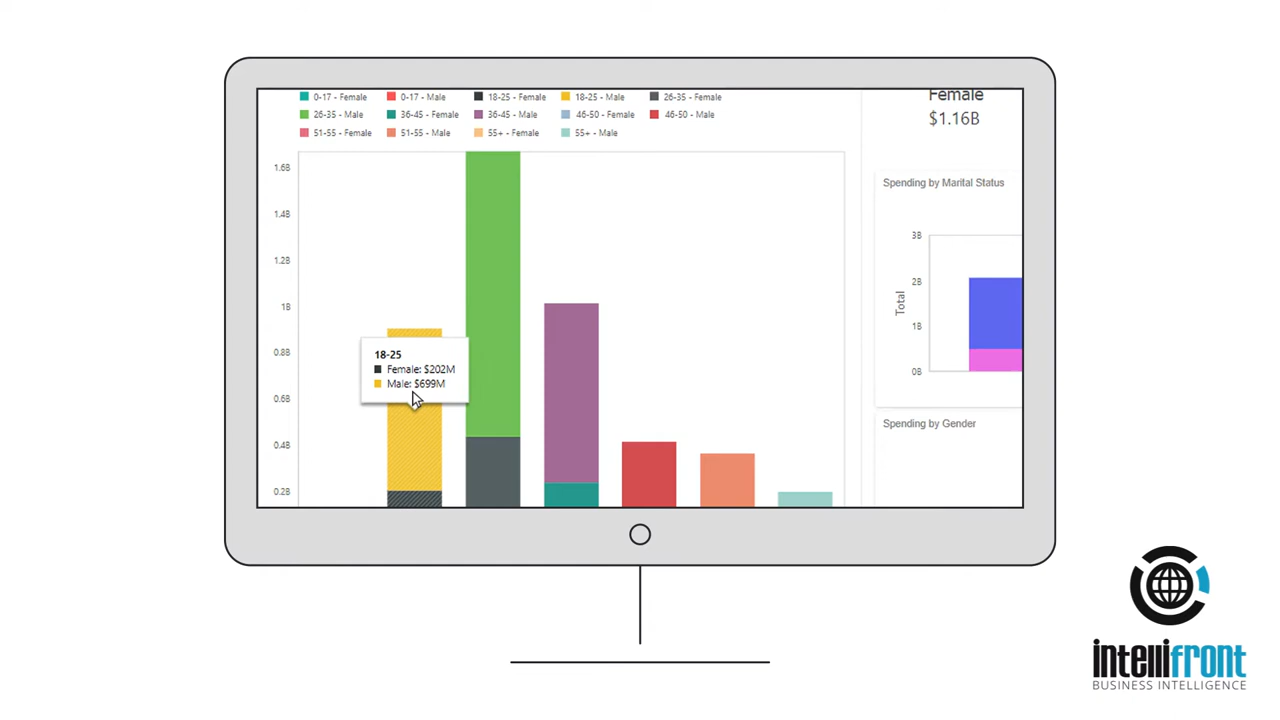 0-17 - Female 0-17 - Male 18-25 - Female 18-25 - Male 26-35 - Female
26-35 - Male 36-45 - Female 36-45 - Male 46-50 - Female 46-50 - Male
51-55 - Female 51-55 - Male 55+ - Female 55+ - Male
1.6B
1.4B
1.2B
1B
0.8B
0.6B
0.4B
0.2B
18-25
Female: $202M
Male: $699M
Female
$1.16B
Spending by Marital Status
3B
2B
1B
0B
Total
Spending by Gender
intellifront
BUSINESS INTELLIGENCE